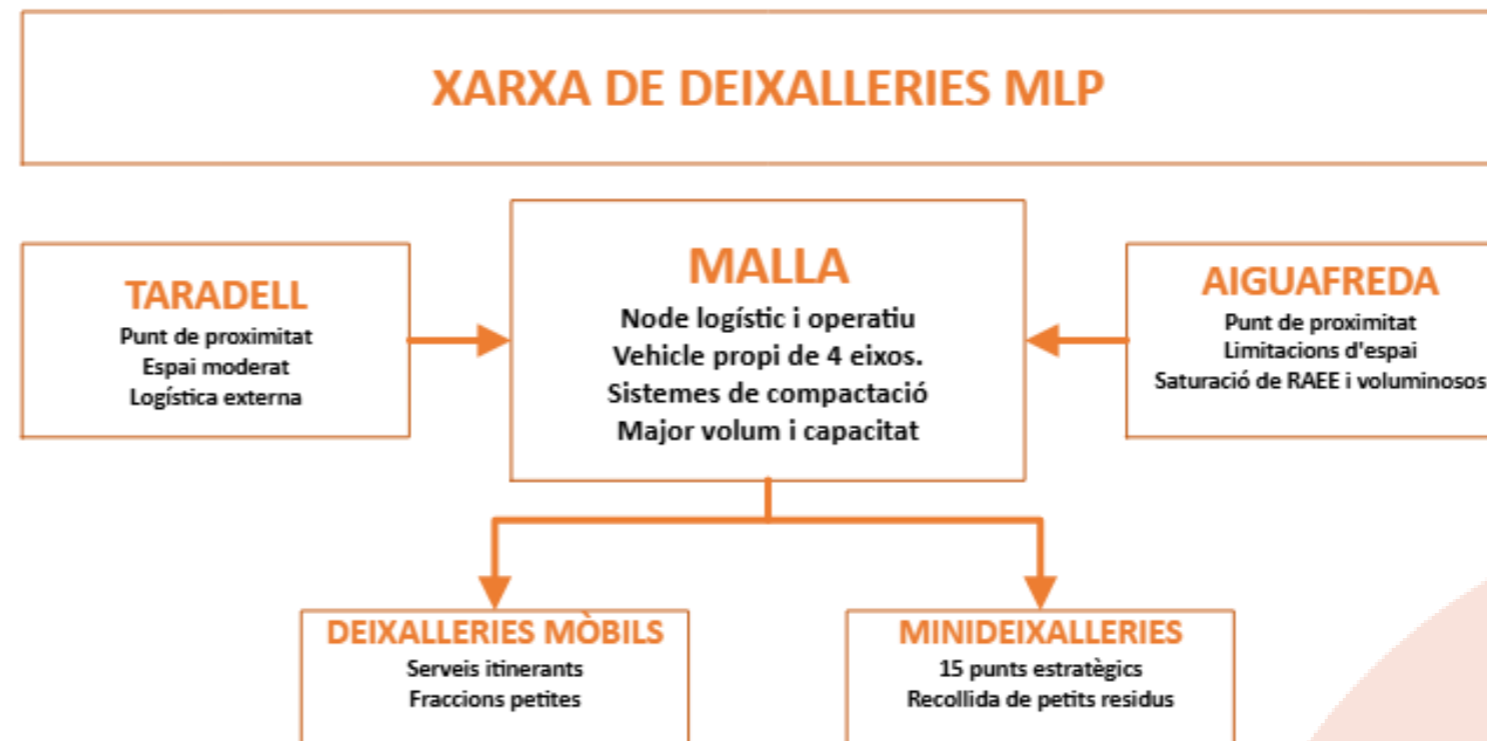 XARXA DE DEIXALLERIES MLP
TARADELL
Punt de proximitat
Espai moderat
Logística externa
MALLA
Node logístic i operatiu
Vehicle propi de 4 eixos.
Sistemes de compactació
Major volum i capacitat
AIGUAFREDA
Punt de proximitat
Limitacions d'espai
Saturació de RAEE i voluminosos
DEIXALLERIES MÒBILS
Serveis itinerants
Fraccions petites
MINIDEIXALLERIES
15 punts estratègics
Recollida de petits residus